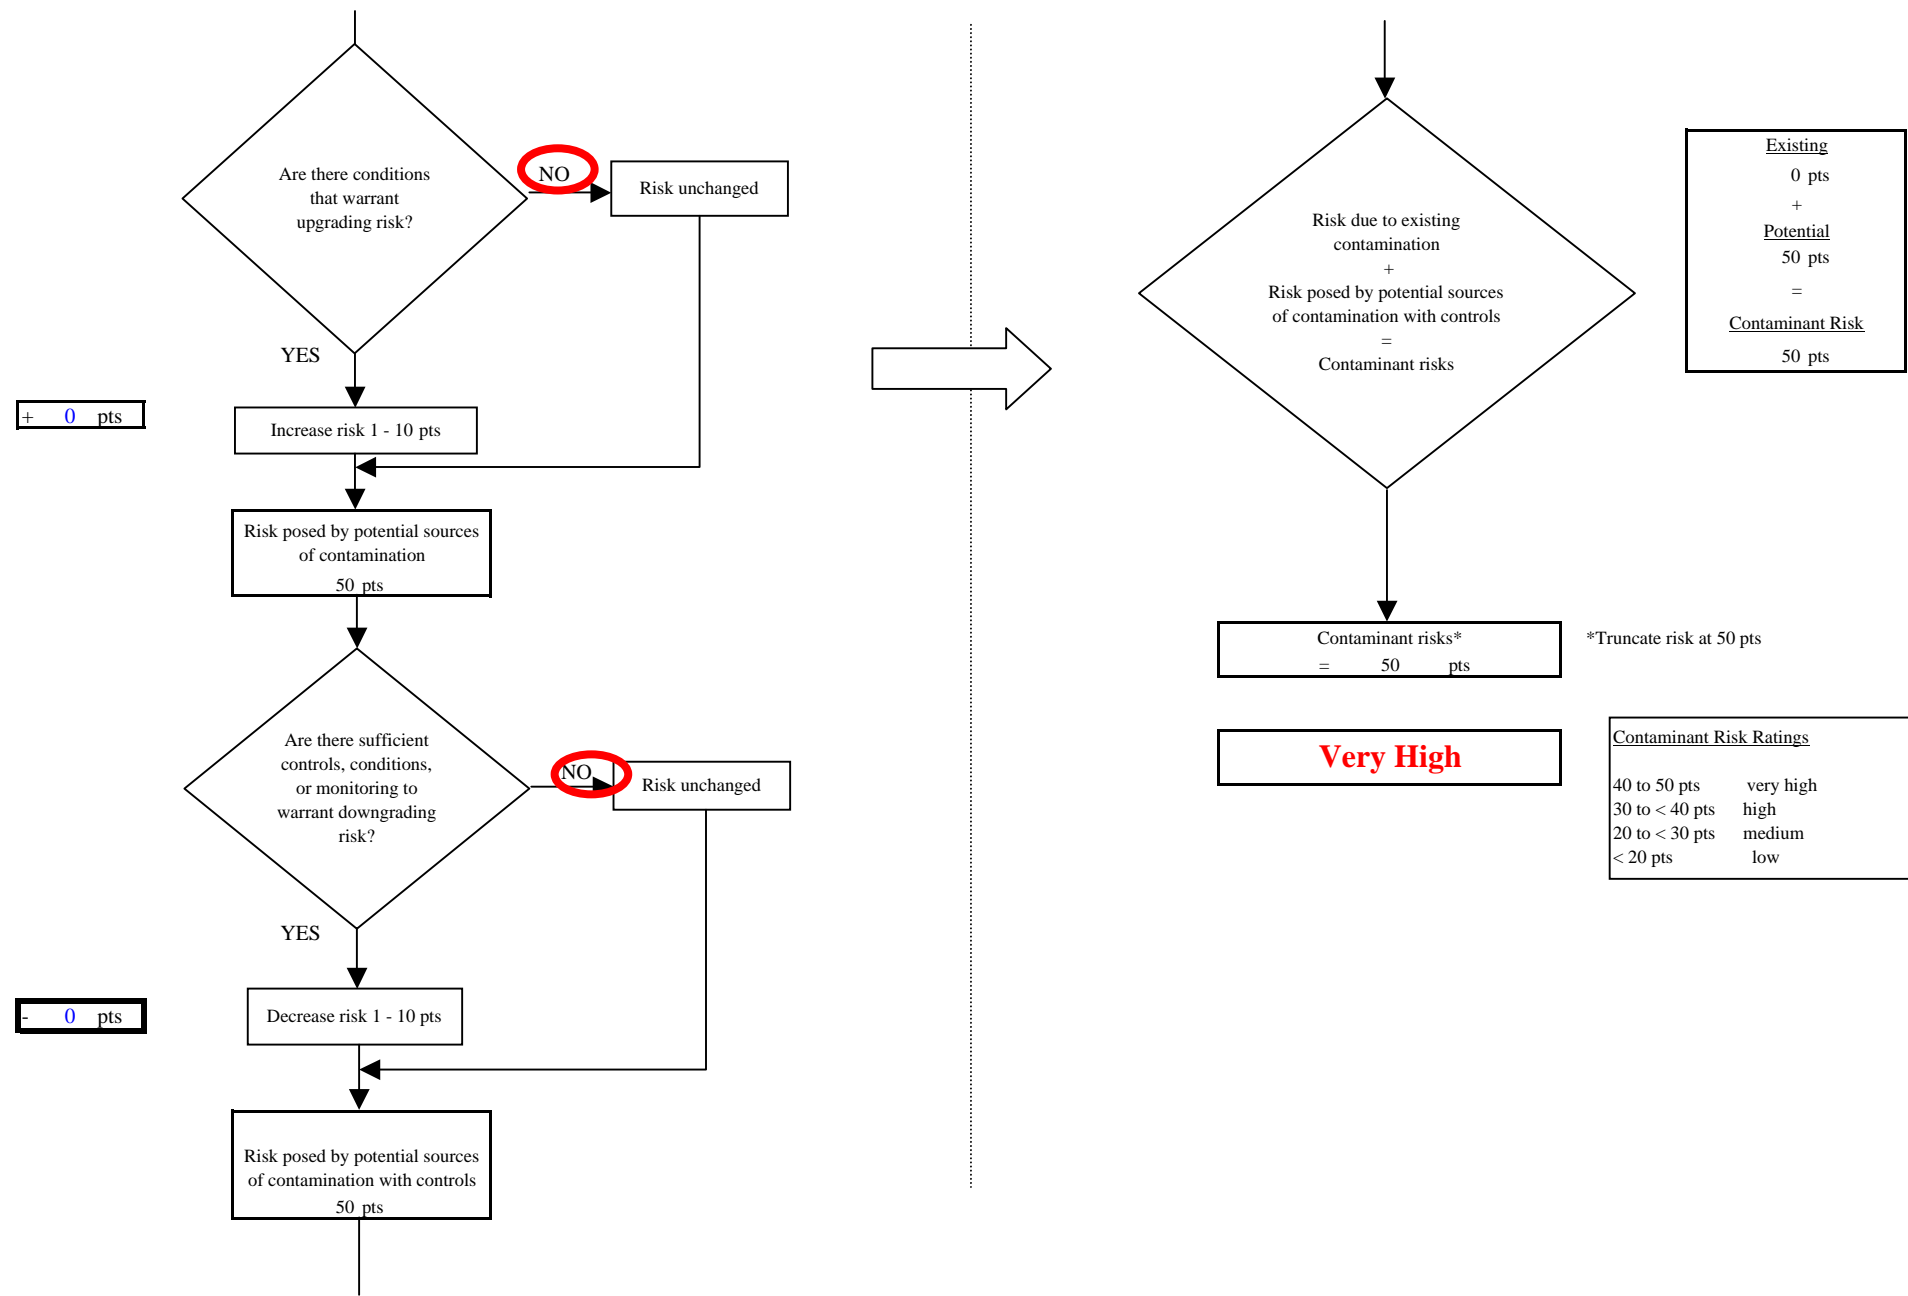 Are there conditions
that warrant
upgrading risk?
NO
Risk unchanged
YES
+ 0 pts
Increase risk 1 - 10 pts
Risk posed by potential sources
of contamination
50 pts
Are there sufficient
controls, conditions,
or monitoring to
warrant downgrading
risk?
NO
Risk unchanged
YES
- 0 pts
Decrease risk 1 - 10 pts
Risk posed by potential sources
of contamination with controls
50 pts
Risk due to existing
contamination
+
Risk posed by potential sources
of contamination with controls
=
Contaminant risks
Existing
0 pts
+
Potential
50 pts
=
Contaminant Risk
50 pts
Contaminant risks*
= 50 pts
*Truncate risk at 50 pts
Very High
Contaminant Risk Ratings
40 to 50 pts very high
30 to < 40 pts high
20 to < 30 pts medium
< 20 pts low